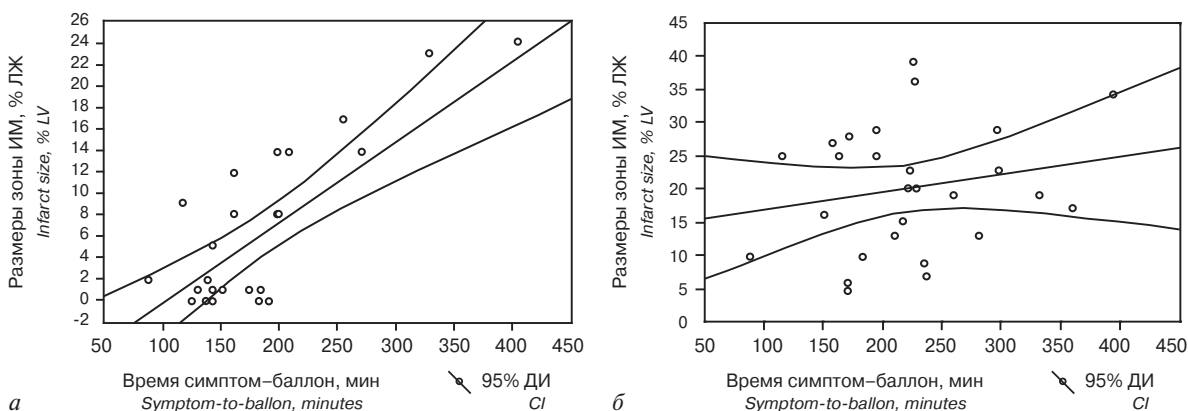 26
24
22
20
18
16
14
12
10
8
6
4
2
0
-2
Размеры зоны ИМ, % ЛЖ
Infarct size, % LV
50 100 150 200 250 300 350 400 450
Время симптом–баллон, мин
Symptom-to-ballon, minutes
95% ДИ
CI
а
45
40
35
30
25
20
15
10
5
0
Размеры зоны ИМ, % ЛЖ
Infarct size, % LV
50 100 150 200 250 300 350 400 450
Время симптом–баллон, мин
Symptom-to-ballon, minutes
95% ДИ
CI
б